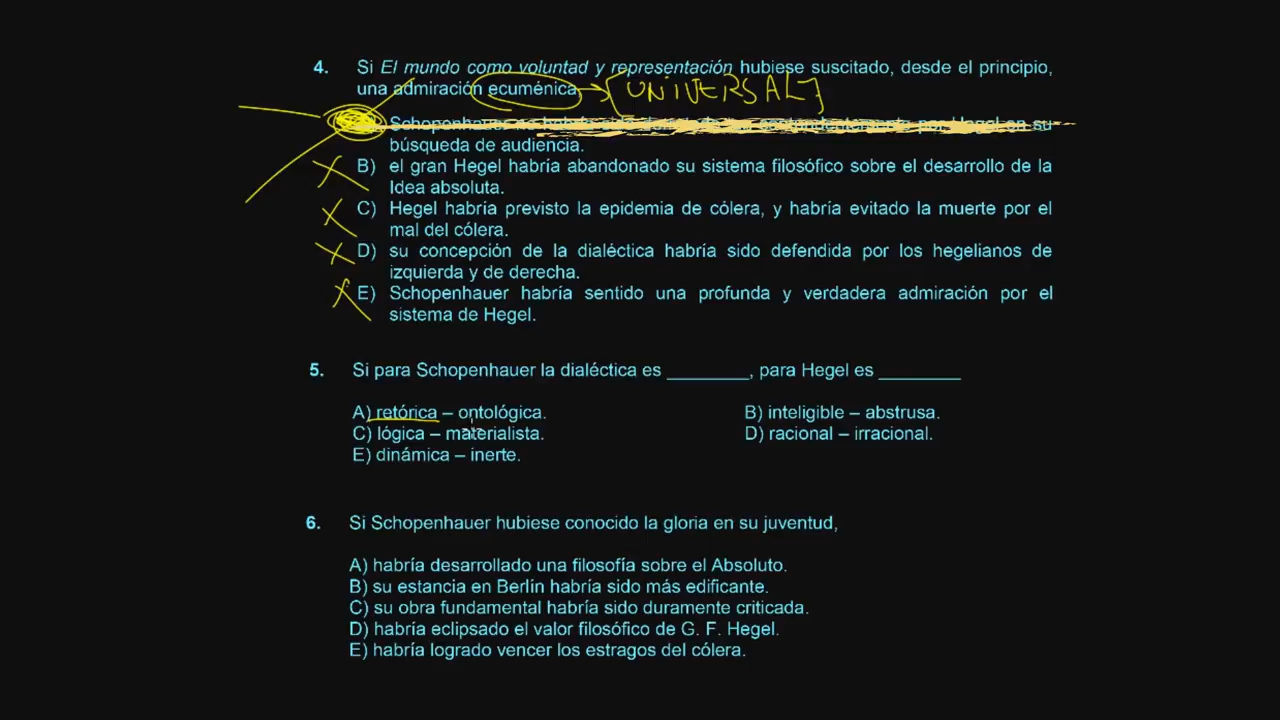 4. Si El mundo como voluntad y representación hubiese suscitado, desde el principio,
una admiración ecuménica → [UNIVERSAL]
Schopenhauer no habría sido en su
búsqueda de audiencia.
B) el gran Hegel habría abandonado su sistema filosófico sobre el desarrollo de la
Idea absoluta.
C) Hegel habría previsto la epidemia de cólera, y habría evitado la muerte por el
mal del cólera.
D) su concepción de la dialéctica habría sido defendida por los hegelianos de
izquierda y de derecha.
E) Schopenhauer habría sentido una profunda y verdadera admiración por el
sistema de Hegel.
5. Si para Schopenhauer la dialéctica es ________, para Hegel es ________
A) retórica – ontológica. B) inteligible – abstrusa.
C) lógica – materialista. D) racional – irracional.
E) dinámica – inerte.
6. Si Schopenhauer hubiese conocido la gloria en su juventud,
A) habría desarrollado una filosofía sobre el Absoluto.
B) su estancia en Berlín habría sido más edificante.
C) su obra fundamental habría sido duramente criticada.
D) habría eclipsado el valor filosófico de G. F. Hegel.
E) habría logrado vencer los estragos del cólera.